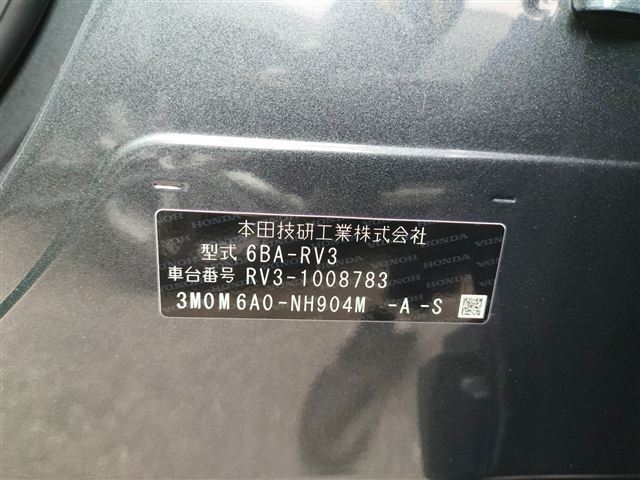 本田技研工業株式会社
型式 6BA-RV3
車台番号 RV3-1008783
3M0M6A0-NH904M -A -S